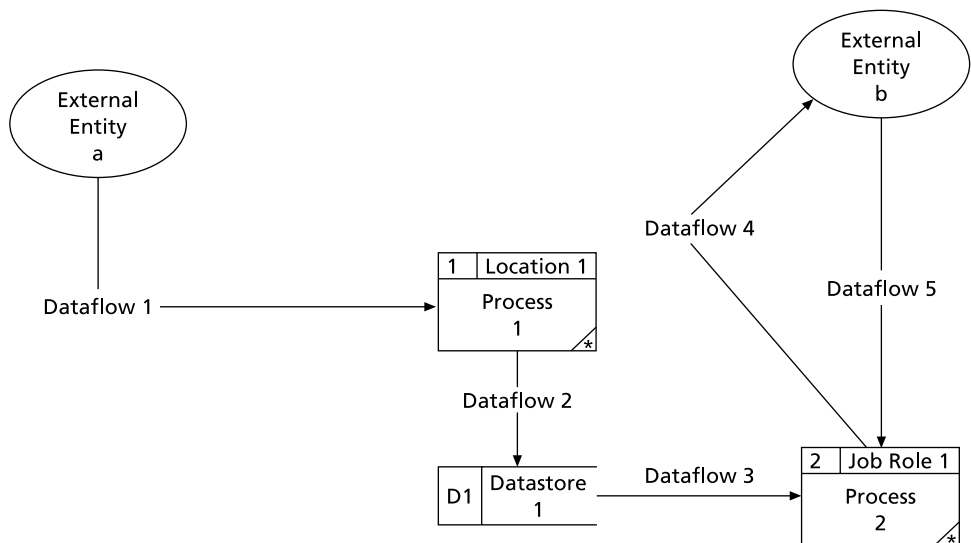 External
Entity
a
External
Entity
b
Dataflow 4
Dataflow 1
1 Location 1
Process
1
*
Dataflow 5
Dataflow 2
D1 Datastore
1
Dataflow 3
2 Job Role 1
Process
2
*